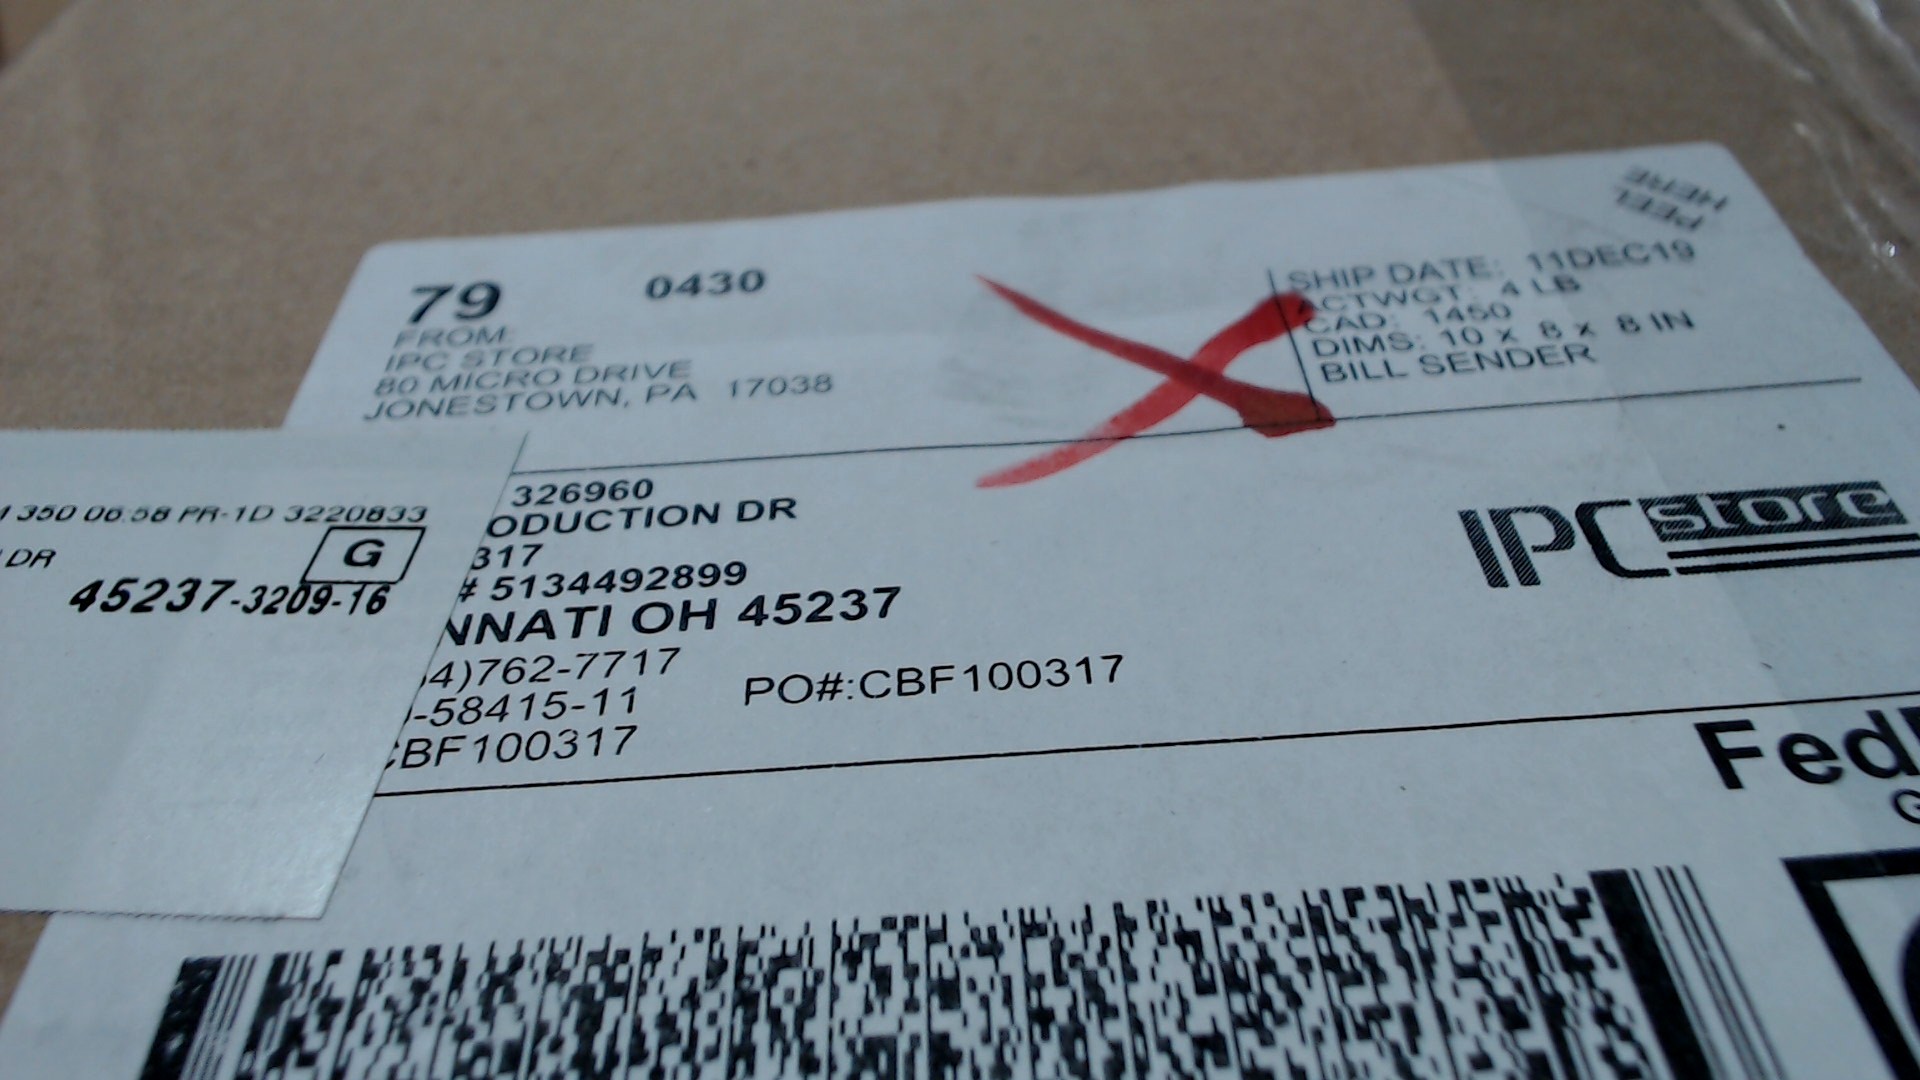 79 0430
FROM:
IPC STORE
80 MICRO DRIVE
JONESTOWN, PA 17038
PEEL
HERE
SHIP DATE: 11DEC19
ACTWGT: 4 LB
CAD: 1450
DIMS: 10 x 8 x 8 IN
BILL SENDER
350 06:58 PR-1D 3220833
DR
G
45237-3209-16
326960
ODUCTION DR
317
# 5134492899
NNATI OH 45237
4)762-7717
-58415-11 PO#:CBF100317
CBF100317
IPC store
Fed